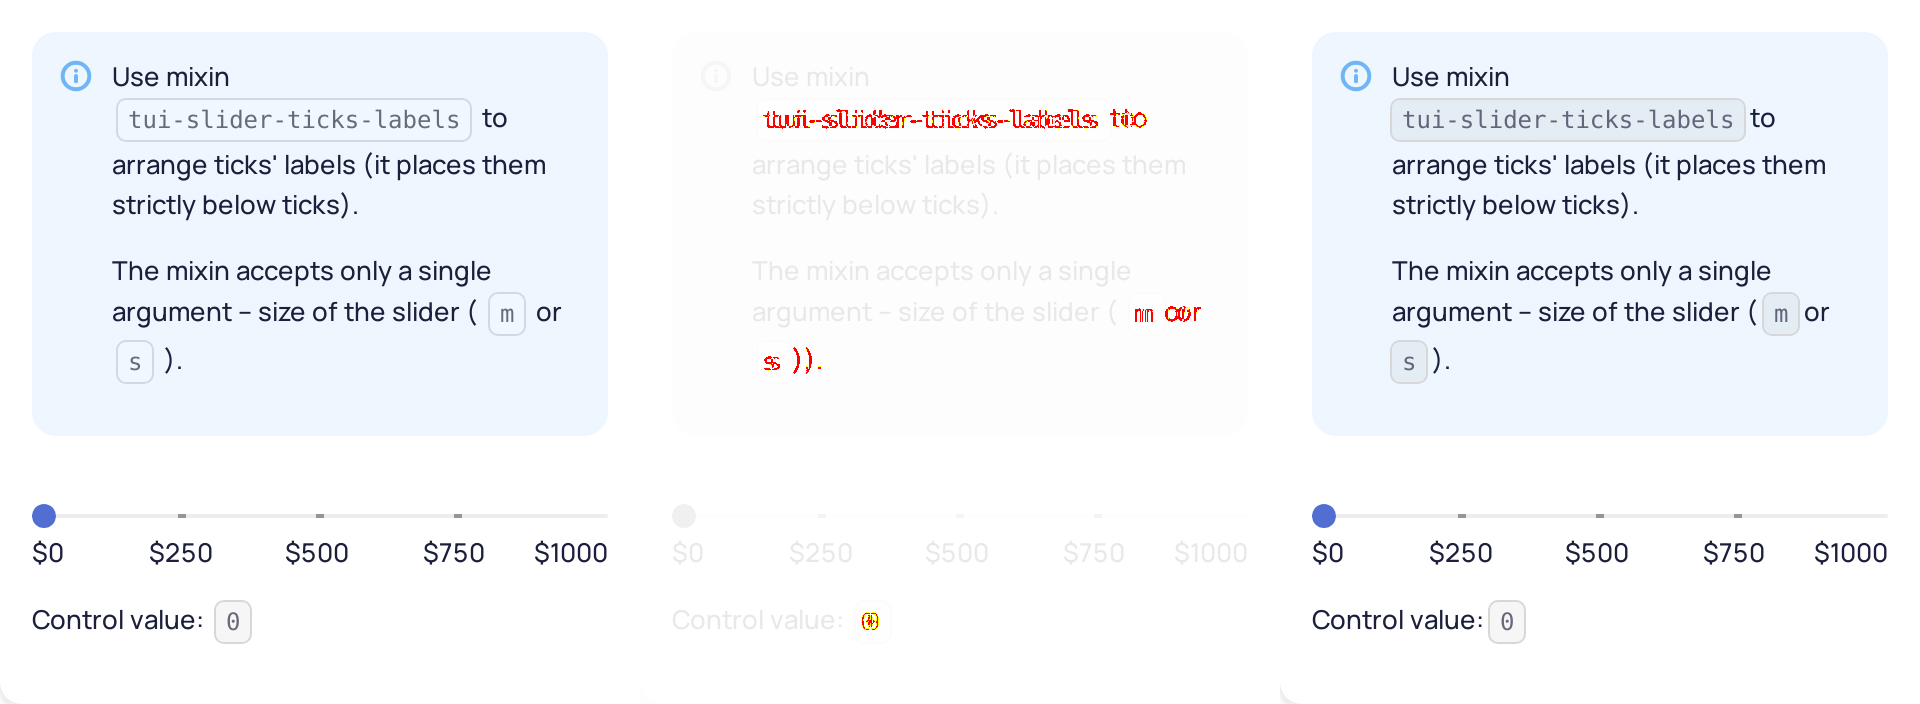 Use mixin
tui-slider-ticks-labels to
arrange ticks' labels (it places them
strictly below ticks).
The mixin accepts only a single
argument – size of the slider ( m or
s ).
$0 $250 $500 $750 $1000
Control value: 0
Use mixin
tui-slider-ticks-labels to
arrange ticks' labels (it places them
strictly below ticks).
The mixin accepts only a single
argument – size of the slider ( m or
s ).
$0 $250 $500 $750 $1000
Control value: 0
Use mixin
tui-slider-ticks-labels to
arrange ticks' labels (it places them
strictly below ticks).
The mixin accepts only a single
argument – size of the slider ( m or
s ).
$0 $250 $500 $750 $1000
Control value: 0